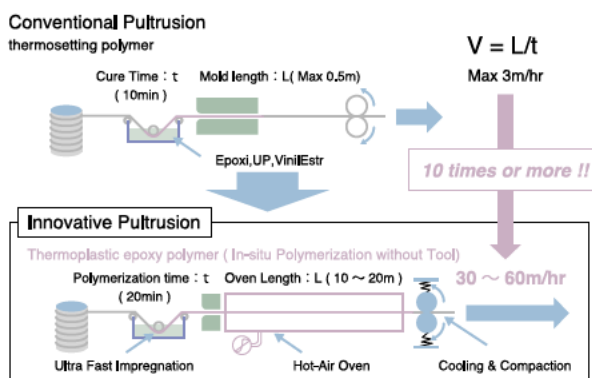 Conventional Pultrusion
thermosetting polymer
V = L/t
Max 3m/hr
Cure Time : t
( 10min )
Mold length : L( Max 0.5m)
Epoxi,UP,VinilEstr
10 times or more !!
Innovative Pultrusion
Thermoplastic epoxy polymer ( In-situ Polymerization without Tool)
Polymerization time : t
( 20min )
Oven Length : L ( 10 ～ 20m )
30 ～ 60m/hr
Ultra Fast Impregnation
Hot-Air Oven
Cooling & Compaction